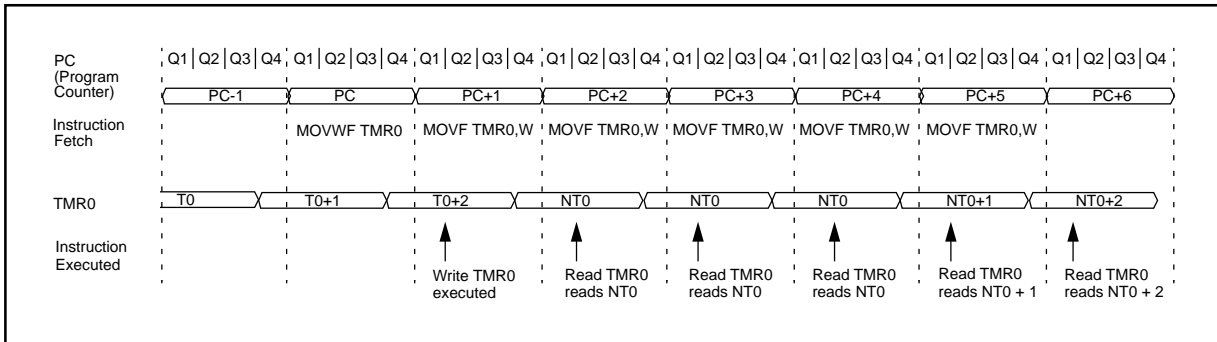 PC (Program Counter)
Q1 Q2 Q3 Q4 Q1 Q2 Q3 Q4 Q1 Q2 Q3 Q4 Q1 Q2 Q3 Q4 Q1 Q2 Q3 Q4 Q1 Q2 Q3 Q4 Q1 Q2 Q3 Q4 Q1 Q2 Q3 Q4
PC-1 PC PC+1 PC+2 PC+3 PC+4 PC+5 PC+6
Instruction Fetch
MOVWF TMR0 MOVF TMR0,W MOVF TMR0,W MOVF TMR0,W MOVF TMR0,W MOVF TMR0,W
TMR0
T0 T0+1 T0+2 NT0 NT0 NT0 NT0+1 NT0+2
Instruction Executed
Write TMR0 executed
Read TMR0 reads NT0
Read TMR0 reads NT0
Read TMR0 reads NT0
Read TMR0 reads NT0 + 1
Read TMR0 reads NT0 + 2